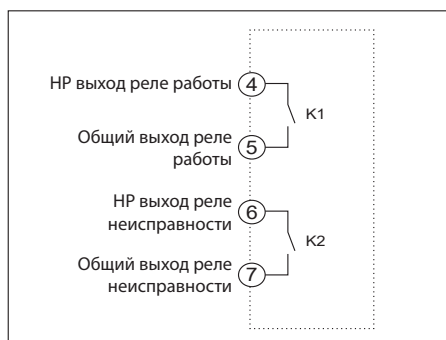 НР выход реле работы 4
K1
Общий выход реле
работы 5
НР выход реле
неисправности 6
K2
Общий выход реле
неисправности 7